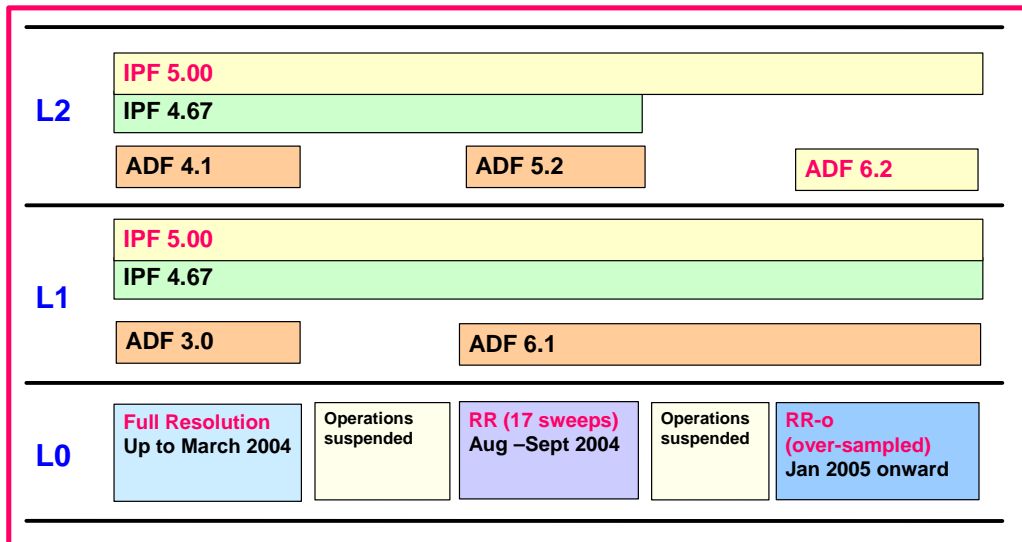 L2
IPF 5.00
IPF 4.67
ADF 4.1
ADF 5.2
ADF 6.2
L1
IPF 5.00
IPF 4.67
ADF 3.0
ADF 6.1
L0
Full Resolution
Up to March 2004
Operations
suspended
RR (17 sweeps)
Aug –Sept 2004
Operations
suspended
RR-o
(over-sampled)
Jan 2005 onward